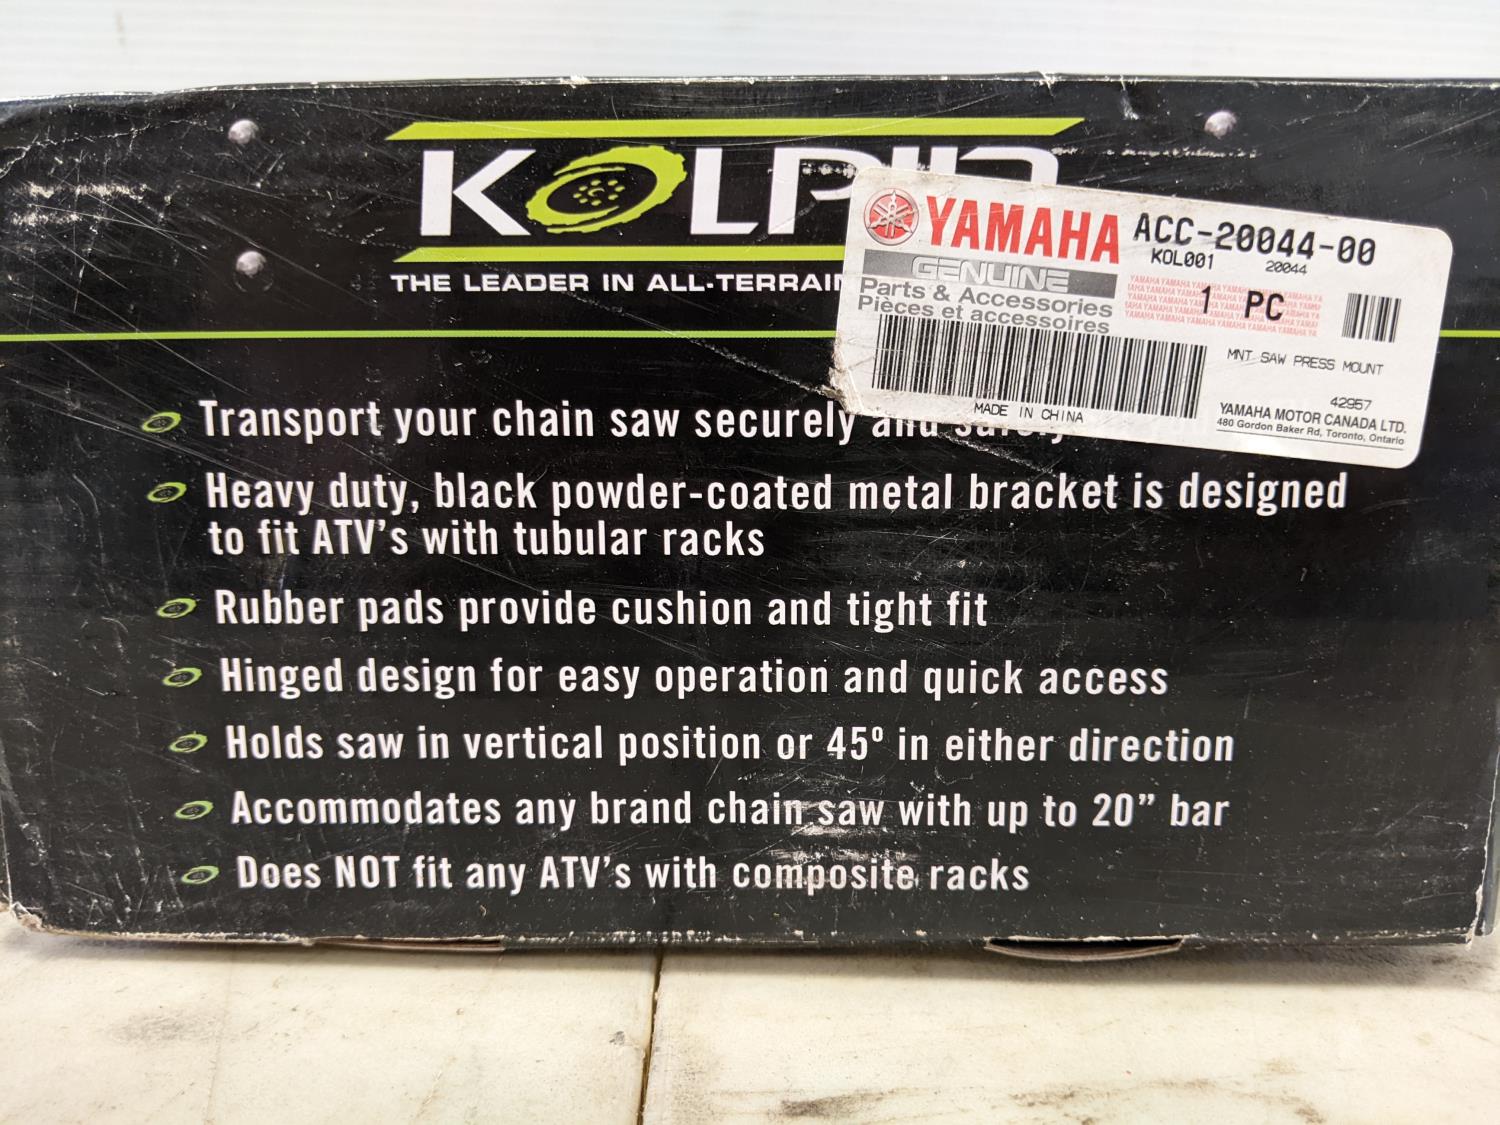 KOLPIN
THE LEADER IN ALL-TERRAIN
YAMAHA
GENUINE
Parts & Accessories
Pièces et accessoires
ACC-20044-00
KOL001 20044
1 PC
MNT SAW PRESS MOUNT
MADE IN CHINA
42957
YAMAHA MOTOR CANADA LTD.
480 Gordon Baker Rd, Toronto, Ontario
Transport your chain saw securely and safely
Heavy duty, black powder-coated metal bracket is designed
to fit ATV's with tubular racks
Rubber pads provide cushion and tight fit
Hinged design for easy operation and quick access
Holds saw in vertical position or 45º in either direction
Accommodates any brand chain saw with up to 20” bar
Does NOT fit any ATV's with composite racks